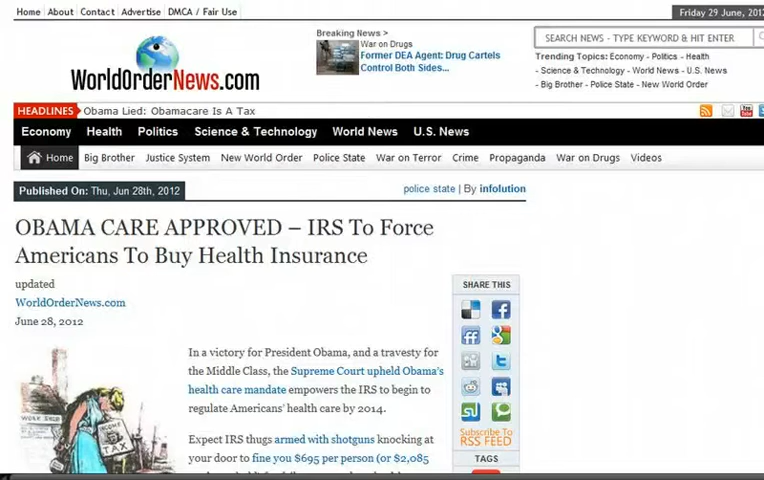 Home About Contact Advertise DMCA / Fair Use
Friday 29 June, 2012
WorldOrderNews.com
Breaking News >
War on Drugs
Former DEA Agent: Drug Cartels
Control Both Sides...
SEARCH NEWS - TYPE KEYWORD & HIT ENTER
Trending Topics: Economy - Politics - Health
- Science & Technology - World News - U.S. News
- Big Brother - Police State - New World Order
HEADLINES Obama Lied: Obamacare Is A Tax
Economy Health Politics Science & Technology World News U.S. News
Home Big Brother Justice System New World Order Police State War on Terror Crime Propaganda War on Drugs Videos
Published On: Thu, Jun 28th, 2012
police state | By infolution
OBAMA CARE APPROVED – IRS To Force
Americans To Buy Health Insurance
updated
WorldOrderNews.com
June 28, 2012
SHARE THIS
In a victory for President Obama, and a travesty for
the Middle Class, the Supreme Court upheld Obama's
health care mandate empowers the IRS to begin to
regulate Americans' health care by 2014.
Expect IRS thugs armed with shotguns knocking at
your door to fine you $695 per person (or $2,085
INCOME
TAX
Subscribe To
RSS FEED
TAGS